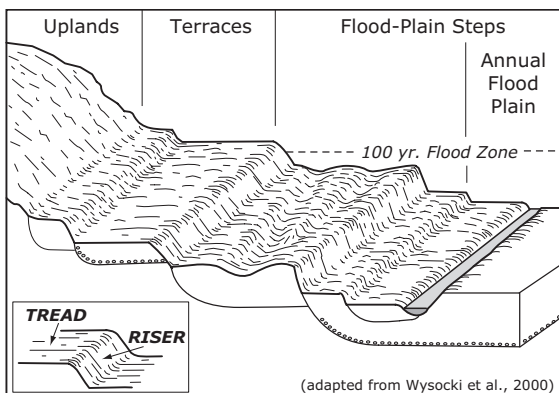 Uplands
Terraces
Flood-Plain Steps
Annual
Flood
Plain
100 yr. Flood Zone
TREAD
RISER
(adapted from Wysocki et al., 2000)